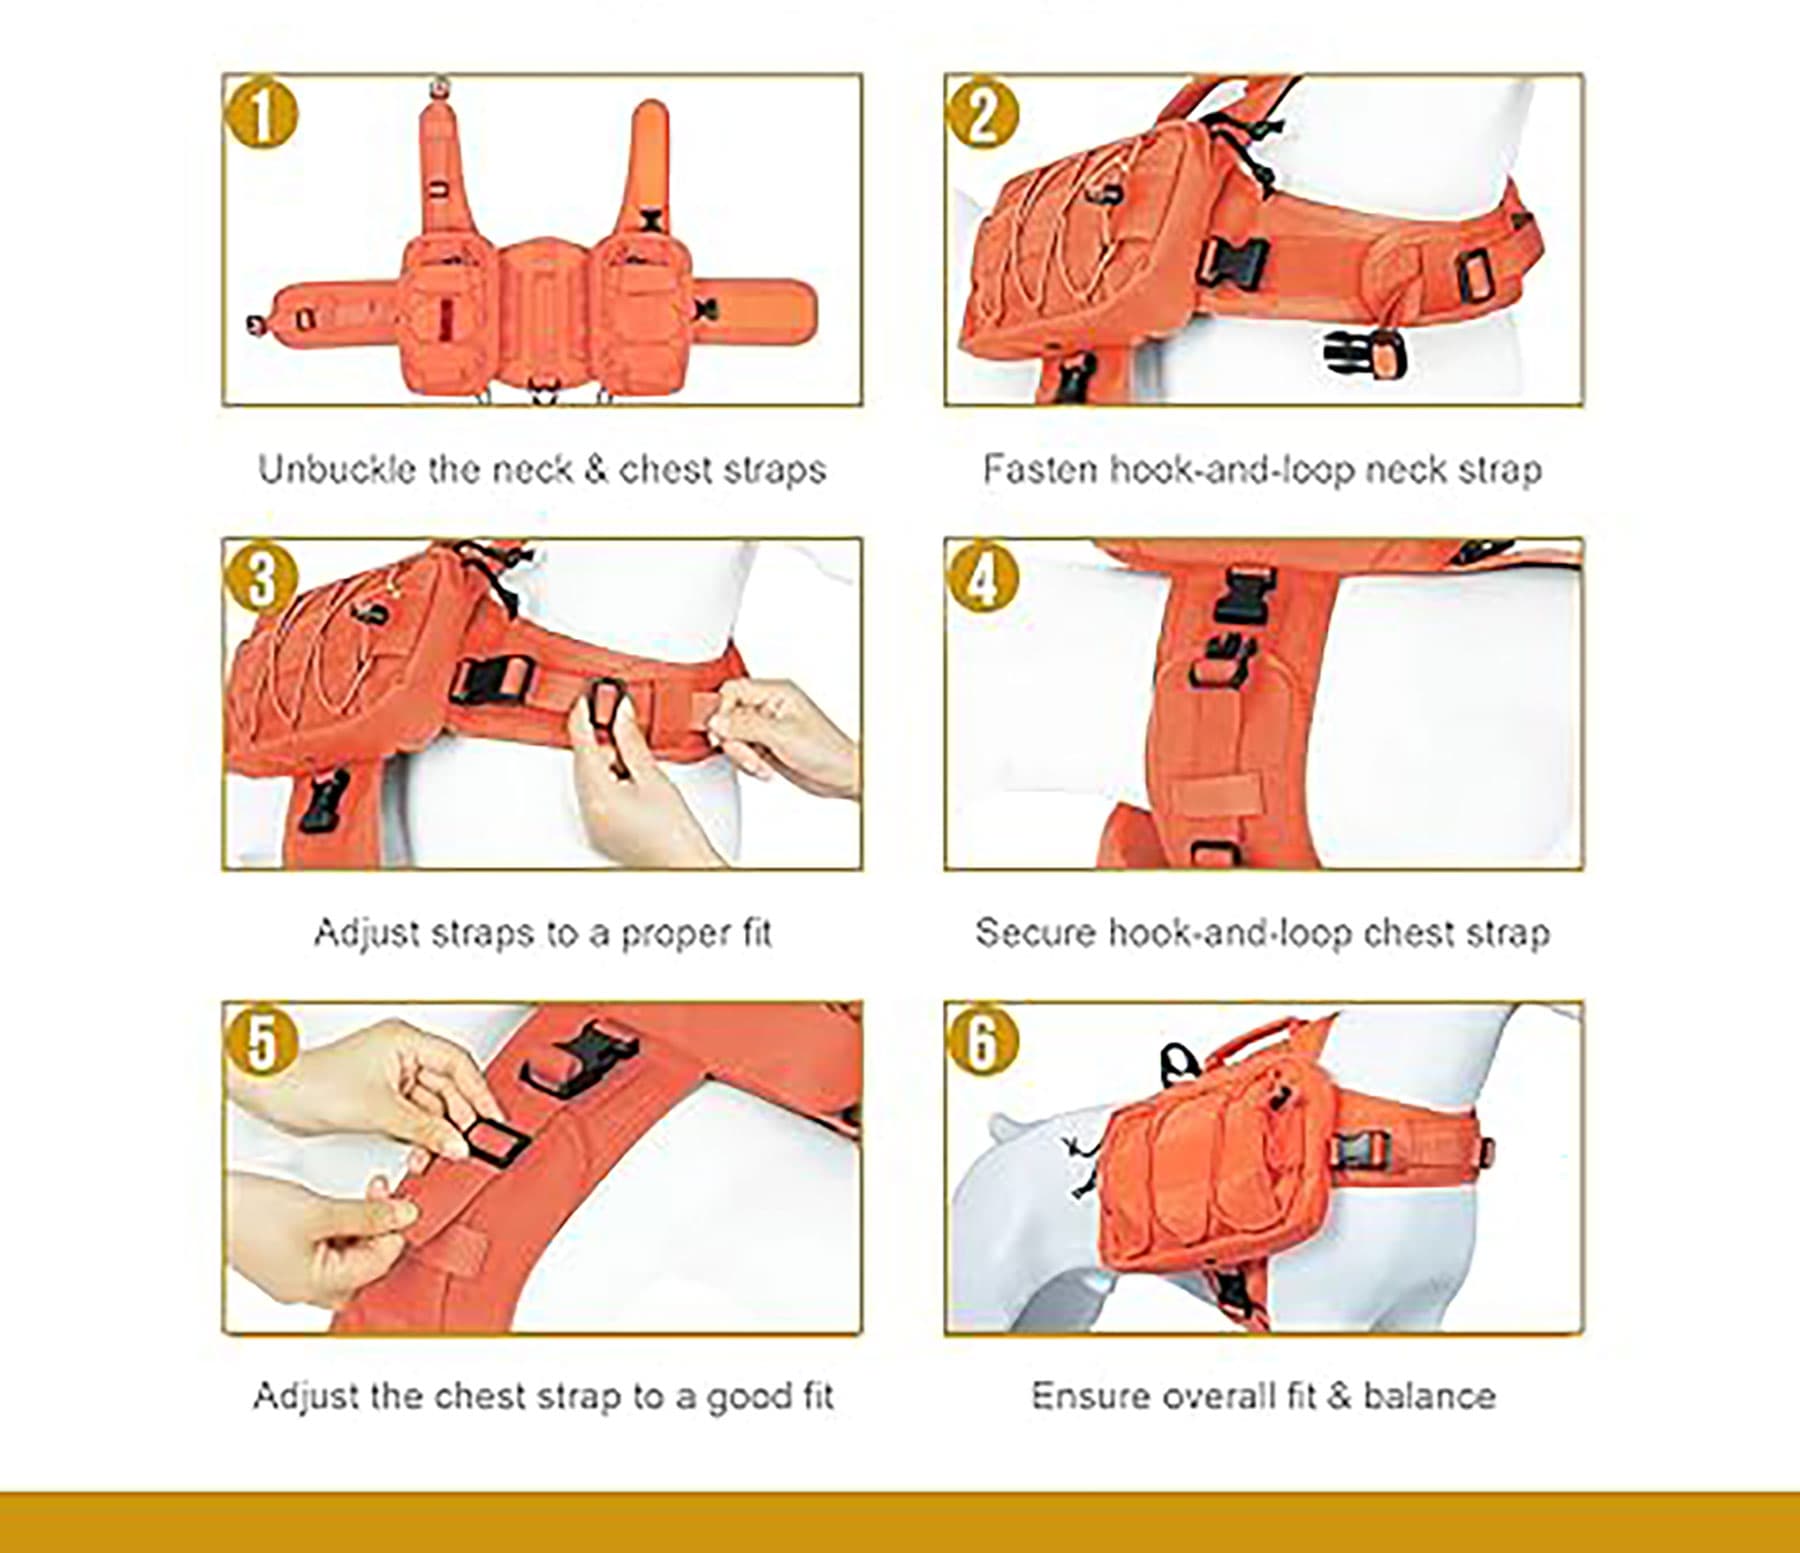 1
2
Unbuckle the neck & chest straps
Fasten hook-and-loop neck strap
3
4
Adjust straps to a proper fit
Secure hook-and-loop chest strap
5
6
Adjust the chest strap to a good fit
Ensure overall fit & balance